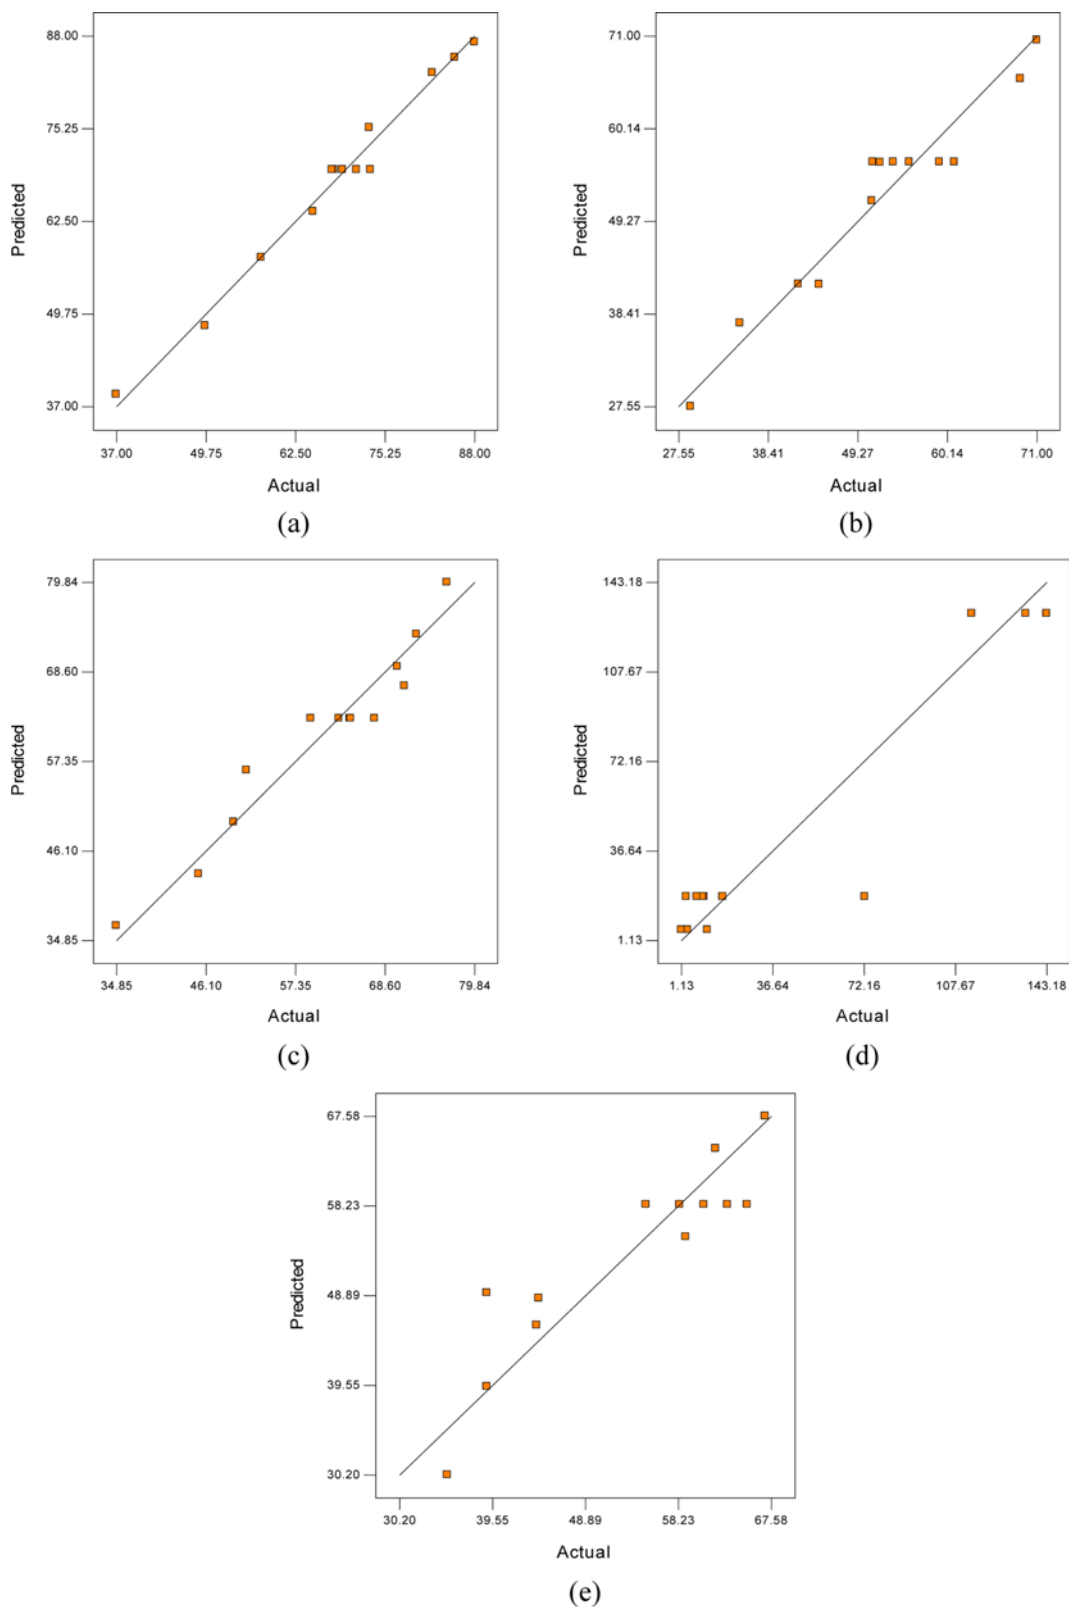 88.00
75.25
62.50
49.75
37.00
Predicted
37.00 49.75 62.50 75.25 88.00
Actual
(a)
71.00
60.14
49.27
38.41
27.55
Predicted
27.55 38.41 49.27 60.14 71.00
Actual
(b)
79.84
68.60
57.35
46.10
34.85
Predicted
34.85 46.10 57.35 68.60 79.84
Actual
(c)
143.18
107.67
72.16
36.64
1.13
Predicted
1.13 36.64 72.16 107.67 143.18
Actual
(d)
67.58
58.23
48.89
39.55
30.20
Predicted
30.20 39.55 48.89 58.23 67.58
Actual
(e)